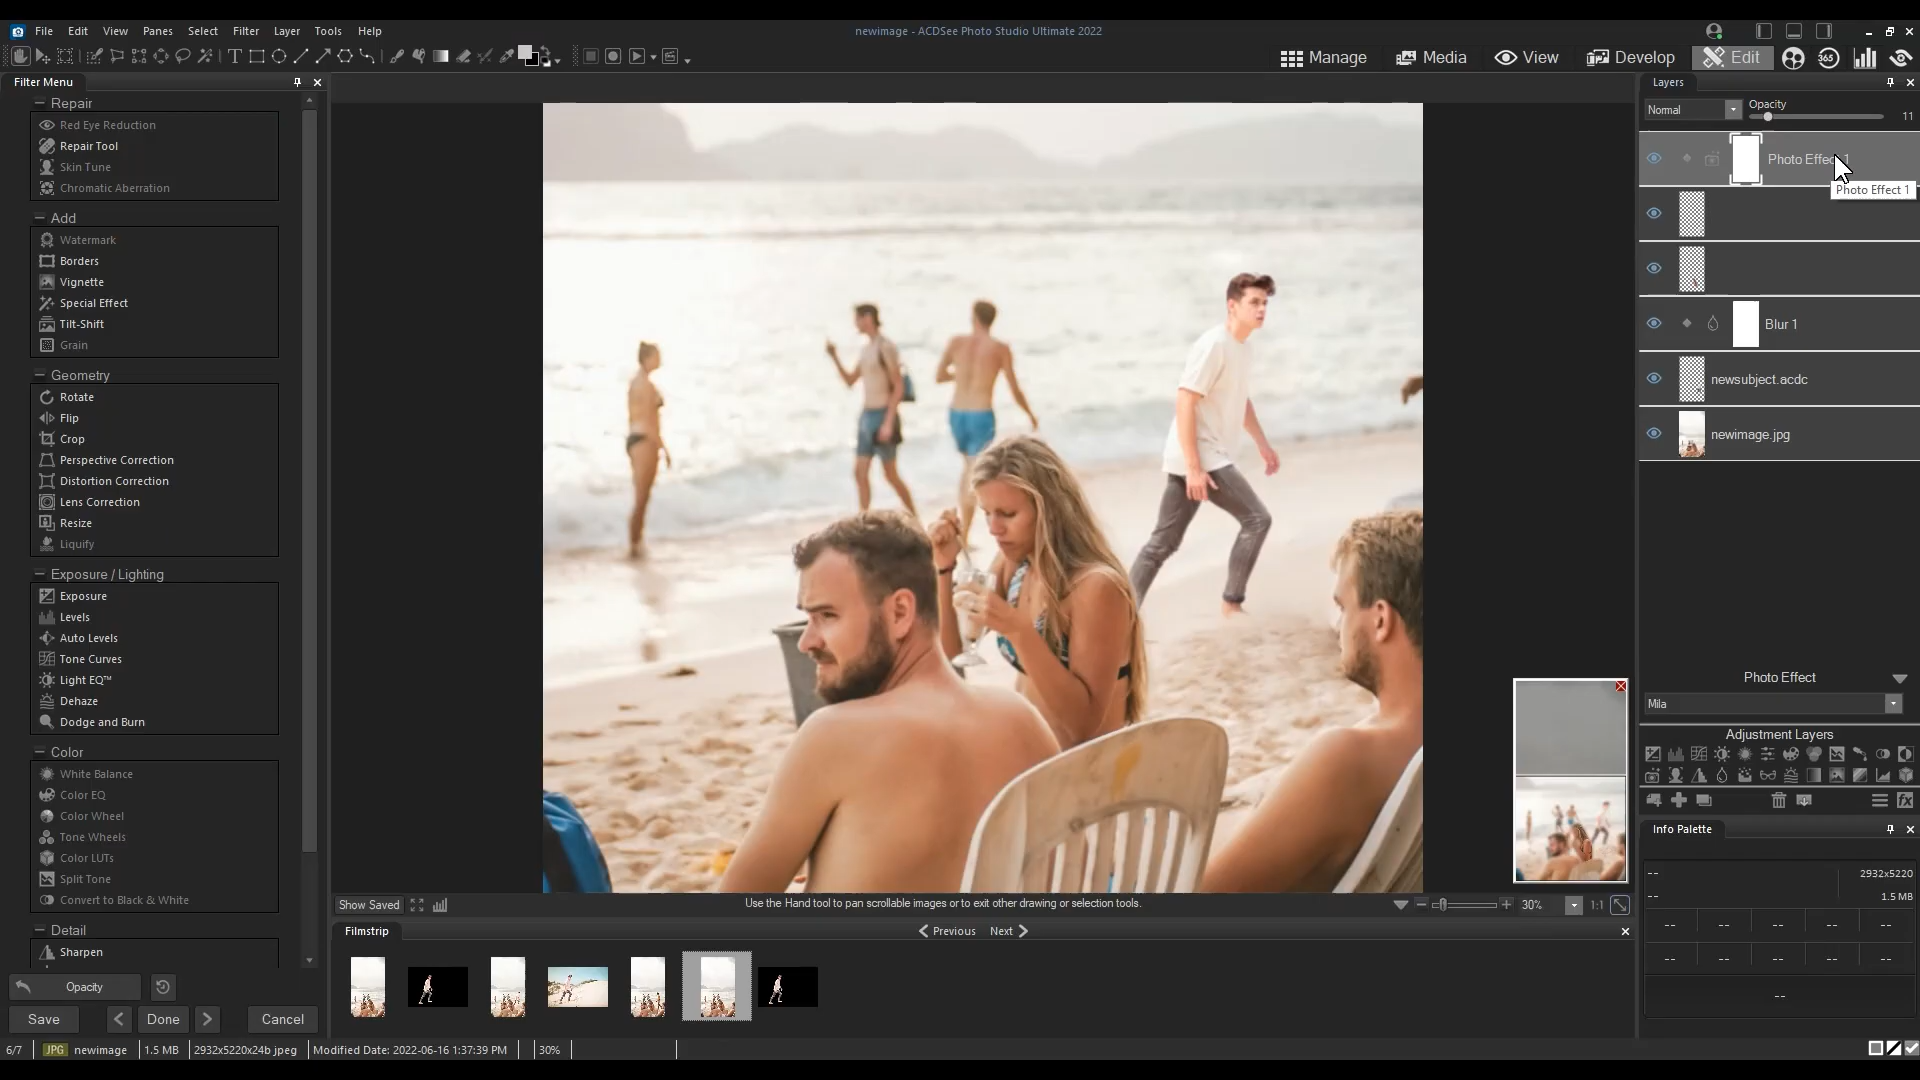 File Edit View Panes Select Filter Layer Tools Help
newimage - ACDSee Photo Studio Ultimate 2022
Manage Media View Develop Edit 365
Filter Menu
Repair
Red Eye Reduction
Repair Tool
Skin Tune
Chromatic Aberration
Add
Watermark
Borders
Vignette
Special Effect
Tilt-Shift
Grain
Geometry
Rotate
Flip
Crop
Perspective Correction
Distortion Correction
Lens Correction
Resize
Liquify
Exposure / Lighting
Exposure
Levels
Auto Levels
Tone Curves
Light EQ™
Dehaze
Dodge and Burn
Color
White Balance
Color EQ
Color Wheel
Tone Wheels
Color LUTs
Split Tone
Convert to Black & White
Detail
Sharpen
Opacity
Save Done Cancel
Show Saved
Use the Hand tool to pan scrollable images or to exit other drawing or selection tools.
30% 1:1
Filmstrip
Previous Next
Layers
Normal Opacity 11
Photo Effect 1
Photo Effect 1
Blur 1
newsubject.acdc
newimage.jpg
Photo Effect
Mila
Adjustment Layers
Info Palette
-- 2932x5220
-- 1.5 MB
-- -- -- -- --
-- -- -- -- --
--
6/7 JPG newimage 1.5 MB 2932x5220x24b jpeg Modified Date: 2022-06-16 1:37:39 PM 30%